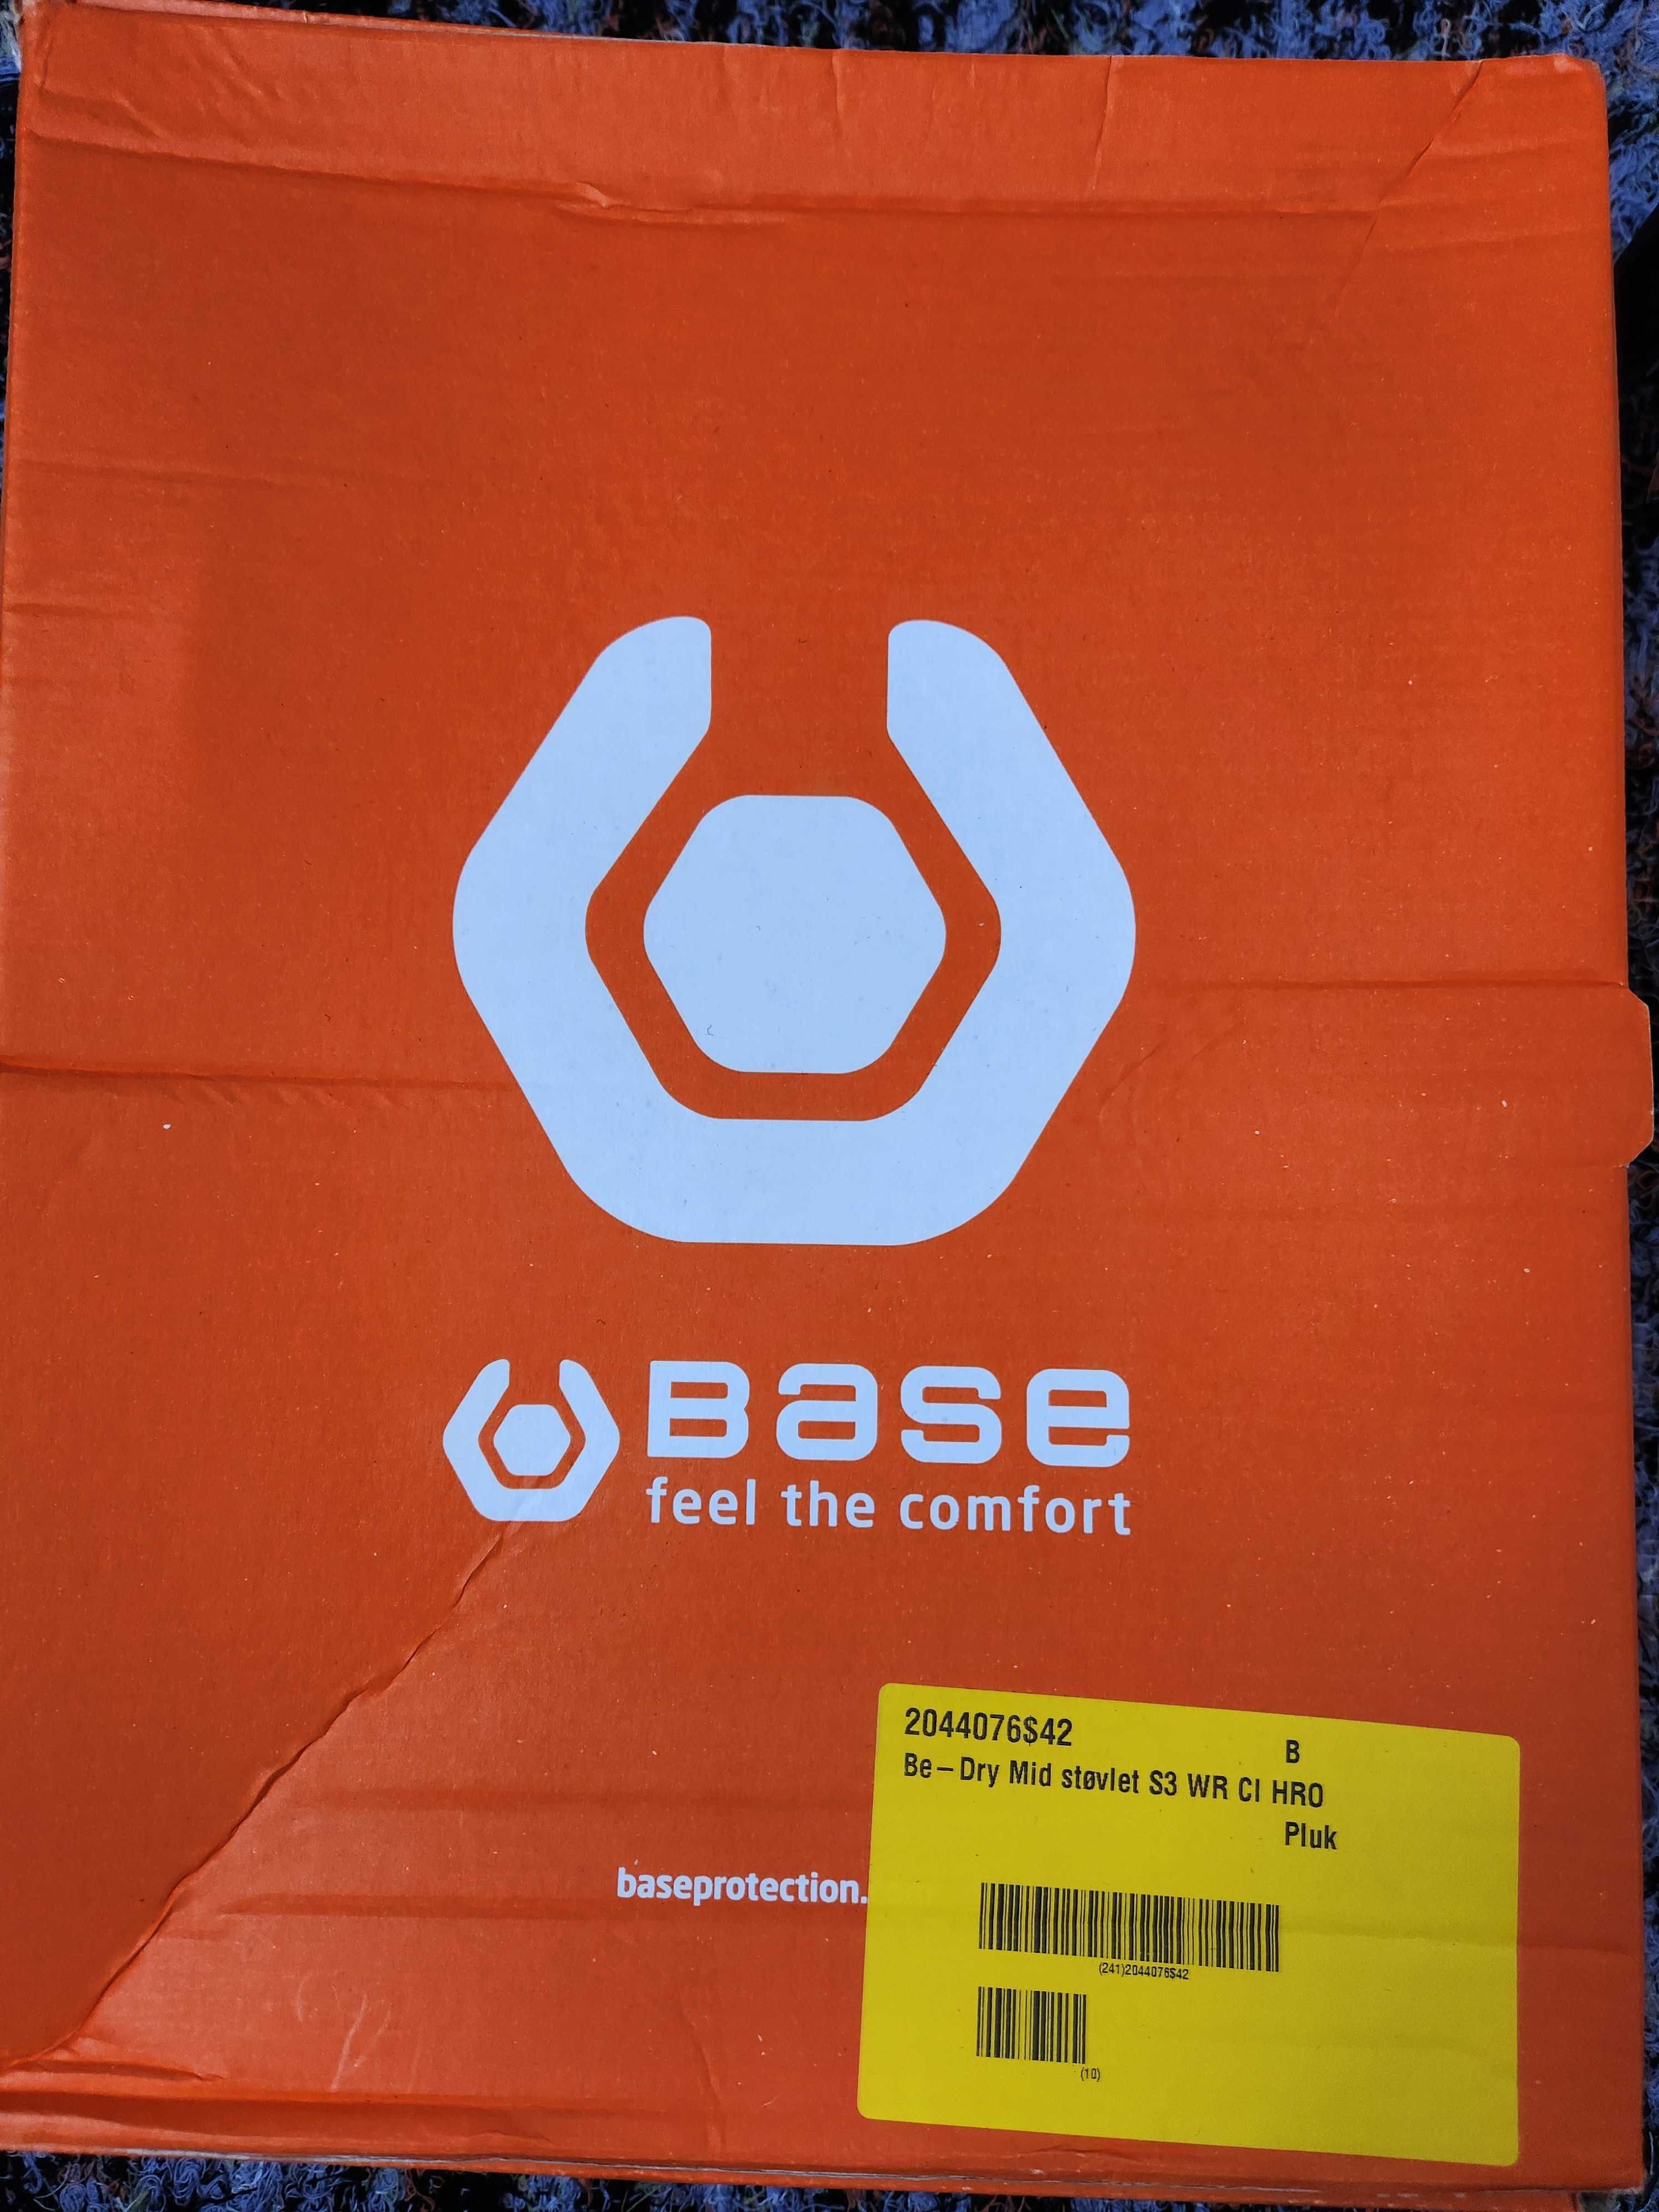 Base
feel the comfort
2044076$42
B
Be-Dry Mid støvlet S3 WR CI HRO
Pluk
baseprotection.
(241)2044076$42
(10)